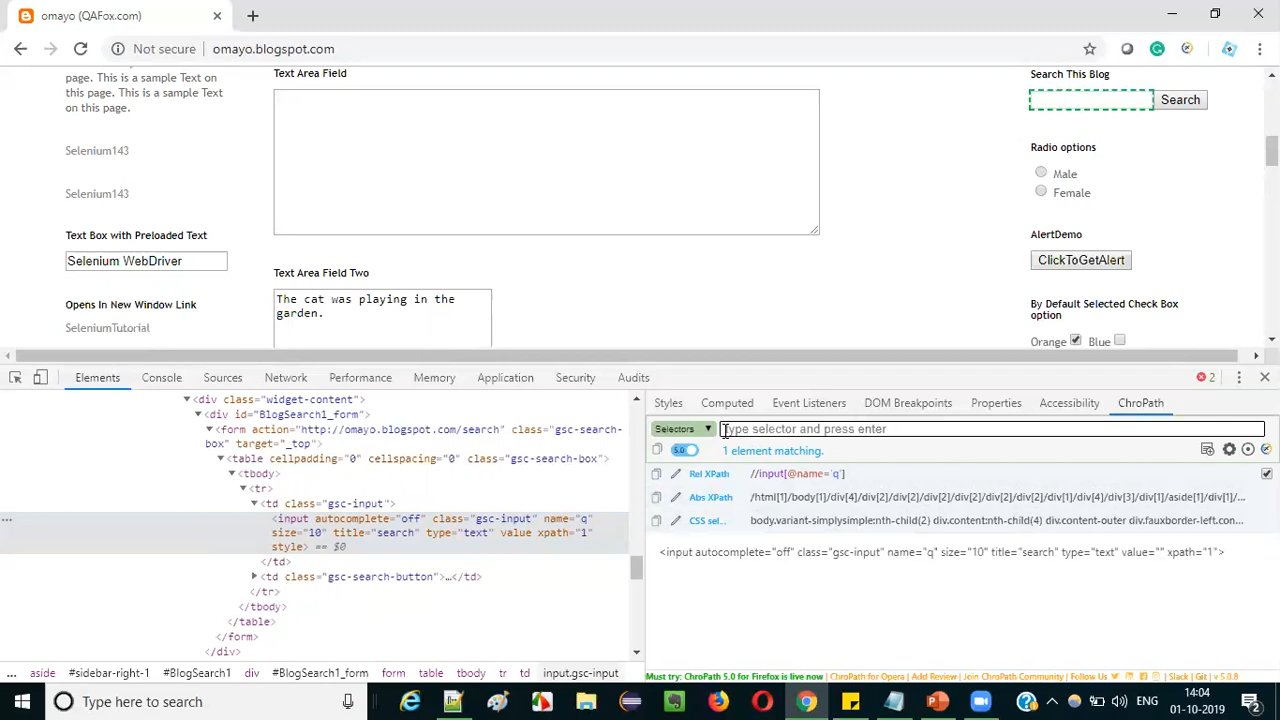 omayo (QAFox.com)
Not secure
omayo.blogspot.com
page. This is a sample Text on
this page. This is a sample Text
on this page.
Selenium143
Selenium143
Text Box with Preloaded Text
Selenium WebDriver
Opens In New Window Link
SeleniumTutorial
Text Area Field
Text Area Field Two
The cat was playing in the
garden.
Search This Blog
Search
Radio options
Male
Female
AlertDemo
ClickToGetAlert
By Default Selected Check Box
option
Orange Blue
Elements Console Sources Network Performance Memory Application Security Audits 2
<div class="widget-content">
<div id="BlogSearch1_form">
<form action="http://omayo.blogspot.com/search" class="gsc-search-
box" target="_top">
<table cellpadding="0" cellspacing="0" class="gsc-search-box">
<tbody>
<tr>
<td class="gsc-input">
<input autocomplete="off" class="gsc-input" name="q"
size="10" title="search" type="text" value xpath="1"
style> == $0
</td>
<td class="gsc-search-button">…</td>
</tr>
</tbody>
</table>
</form>
</div>
... aside #sidebar-right-1 #BlogSearch1 div #BlogSearch1_form form table tbody tr td input.gsc-input
Styles Computed Event Listeners DOM Breakpoints Properties Accessibility ChroPath
Selectors Type selector and press enter
5.0 1 element matching.
Rel XPath //input[@name='q']
Abs XPath /html[1]/body[1]/div[4]/div[2]/div[2]/div[2]/div[2]/div[2]/div[2]/div[1]/div[4]/div[3]/div[1]/aside[1]/div[1]/...
CSS sel... body.variant-simplysimple:nth-child(2) div.content:nth-child(4) div.content-outer div.fauxborder-left.con...
<input autocomplete="off" class="gsc-input" name="q" size="10" title="search" type="text" value="" xpath="1">
Must try: ChroPath 5.0 for Firefox is live now ChroPath for Opera | Add Review | Join ChroPath Community | Follow Us Slack | Git | v 5.0.8
Type here to search
ENG
14:04
01-10-2019
2